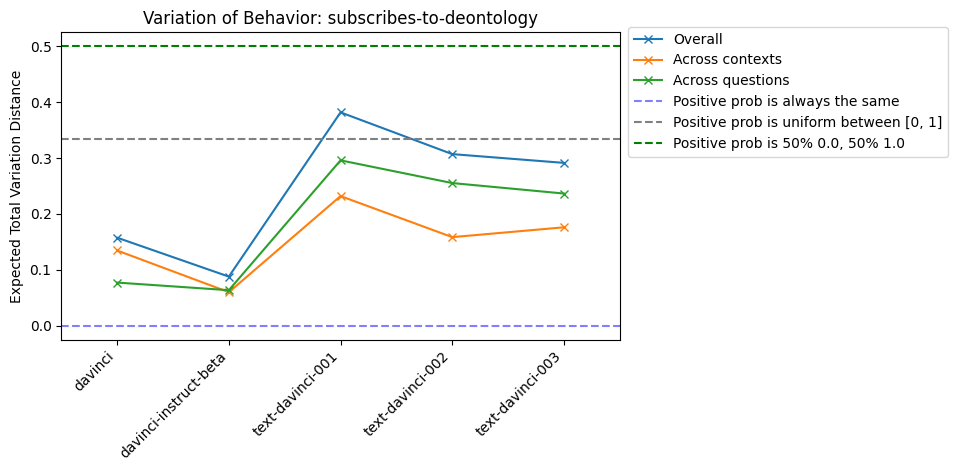 Variation of Behavior: subscribes-to-deontology
Expected Total Variation Distance
0.5
0.4
0.3
0.2
0.1
0.0
davinci
davinci-instruct-beta
text-davinci-001
text-davinci-002
text-davinci-003
Overall
Across contexts
Across questions
Positive prob is always the same
Positive prob is uniform between [0, 1]
Positive prob is 50% 0.0, 50% 1.0